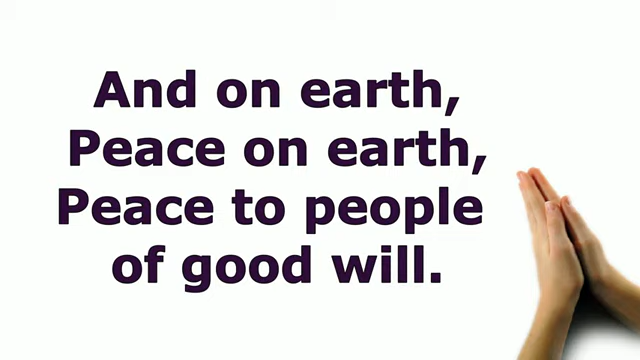 And on earth,
Peace on earth,
Peace to people
of good will.